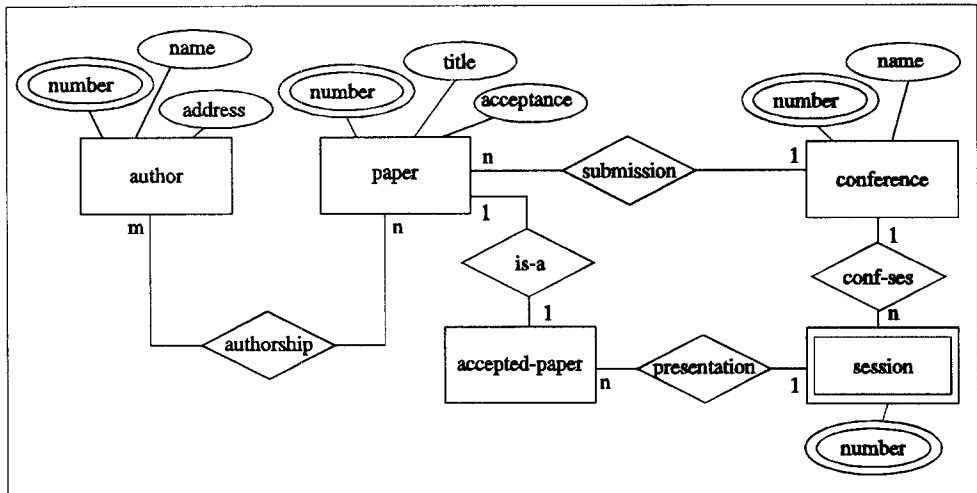 name
number
address
author
title
number
acceptance
paper
name
number
conference
n
submission
1
m
n
1
is-a
1
1
conf-ses
n
authorship
accepted-paper
n
presentation
1
session
number